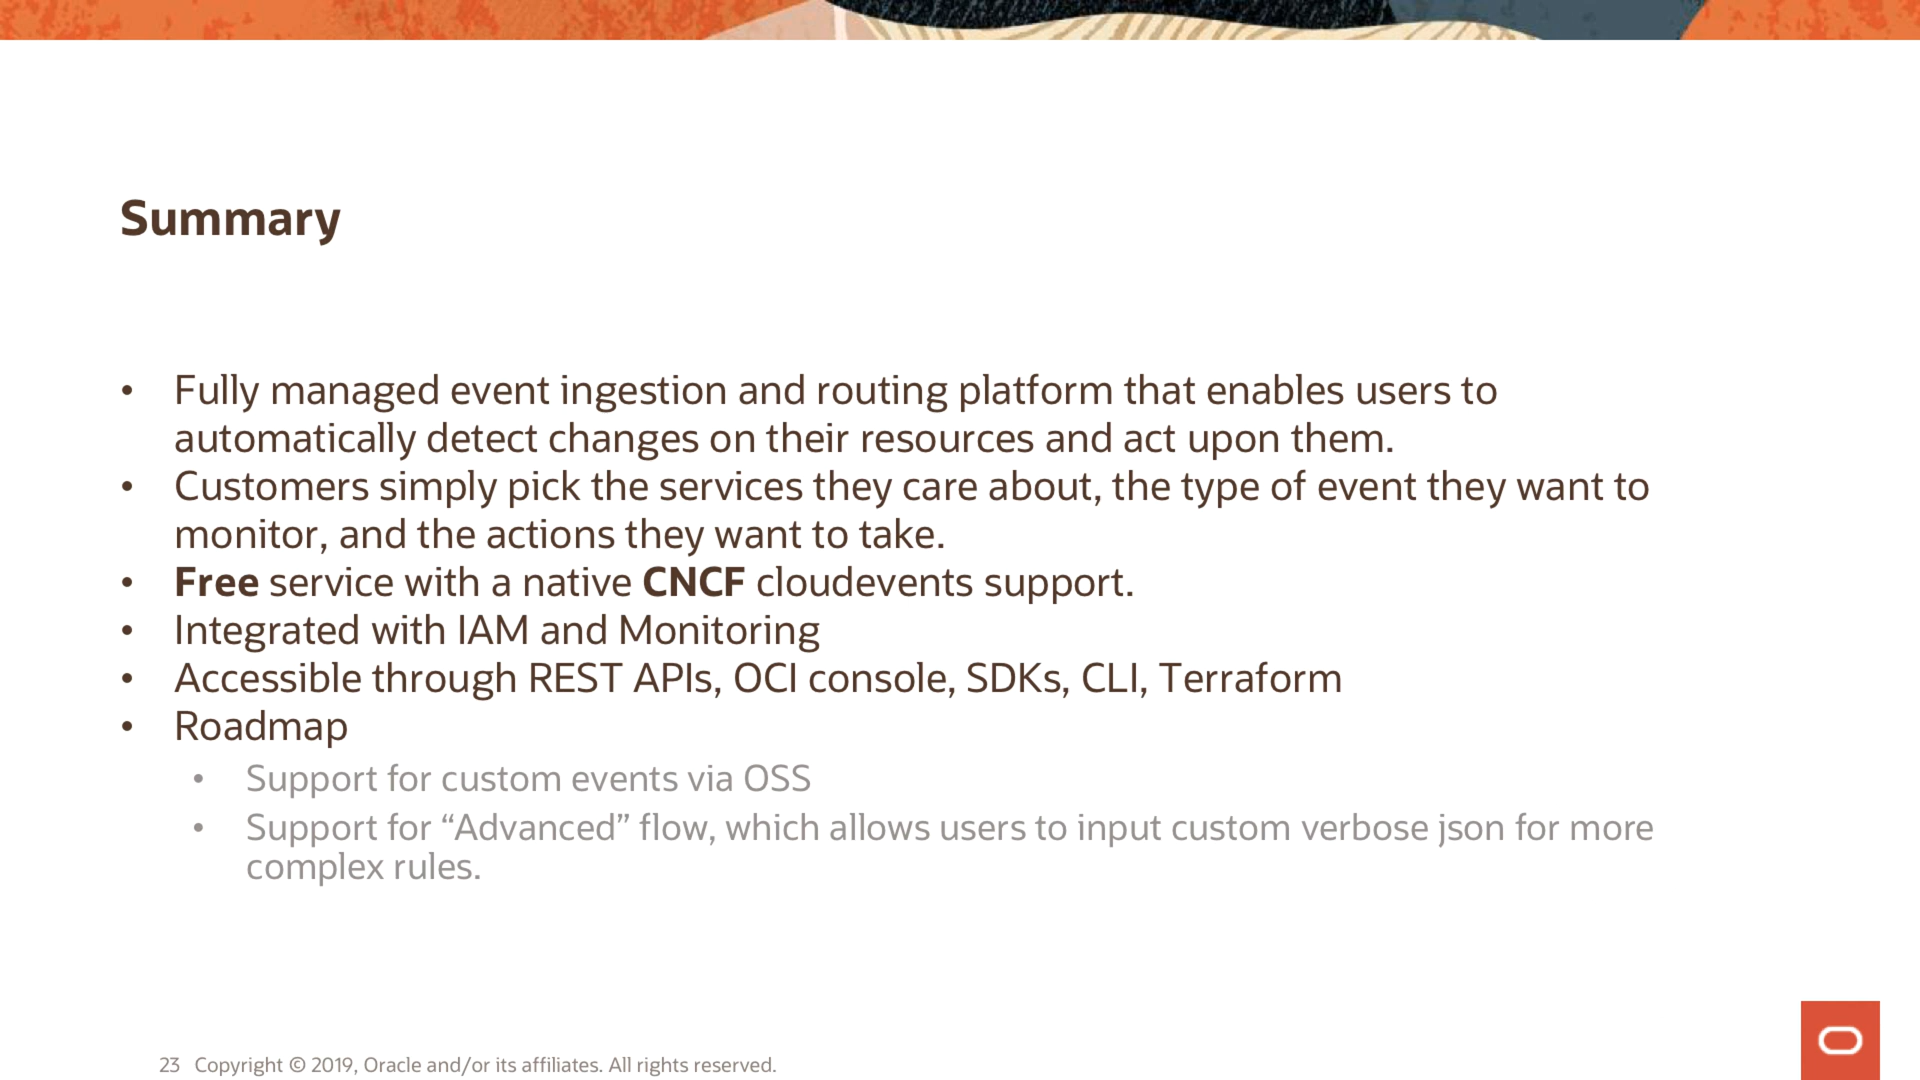 Summary
• Fully managed event ingestion and routing platform that enables users to
automatically detect changes on their resources and act upon them.
• Customers simply pick the services they care about, the type of event they want to
monitor, and the actions they want to take.
• Free service with a native CNCF cloudevents support.
• Integrated with IAM and Monitoring
• Accessible through REST APIs, OCI console, SDKs, CLI, Terraform
• Roadmap
• Support for custom events via OSS
• Support for “Advanced” flow, which allows users to input custom verbose json for more
complex rules.
23 Copyright © 2019, Oracle and/or its affiliates. All rights reserved.